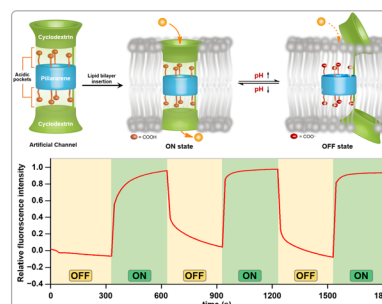 Cyclodextrin
Acidic
pockets
Pillararene
Cyclodextrin
Artificial Channel
Lipid bilayer
insertion
= COOH
ON state
pH ↑
pH ↓
= COO⁻
OFF state
Relative fluorescence intensity
1.0
0.8
0.6
0.4
0.2
0.0
−0.2
−0.4
OFF
ON
OFF
ON
OFF
ON
0
300
600
900
1200
1500
time (s)